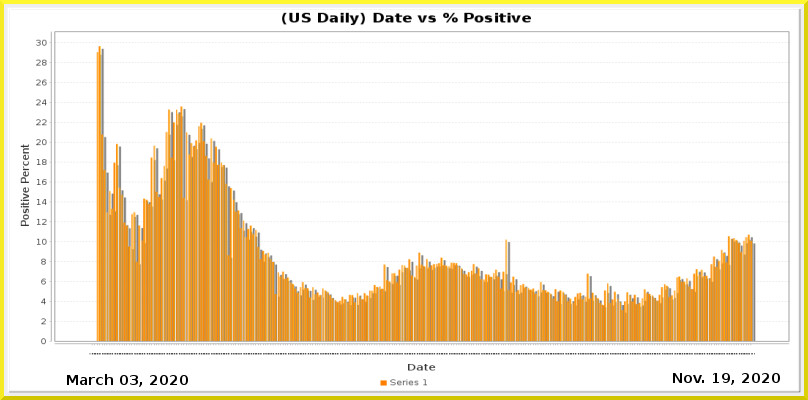 (US Daily) Date vs % Positive
30
28
26
24
22
20
18
16
14
12
10
8
6
4
2
0
Positive Percent
Date
March 03, 2020
Nov. 19, 2020
Series 1